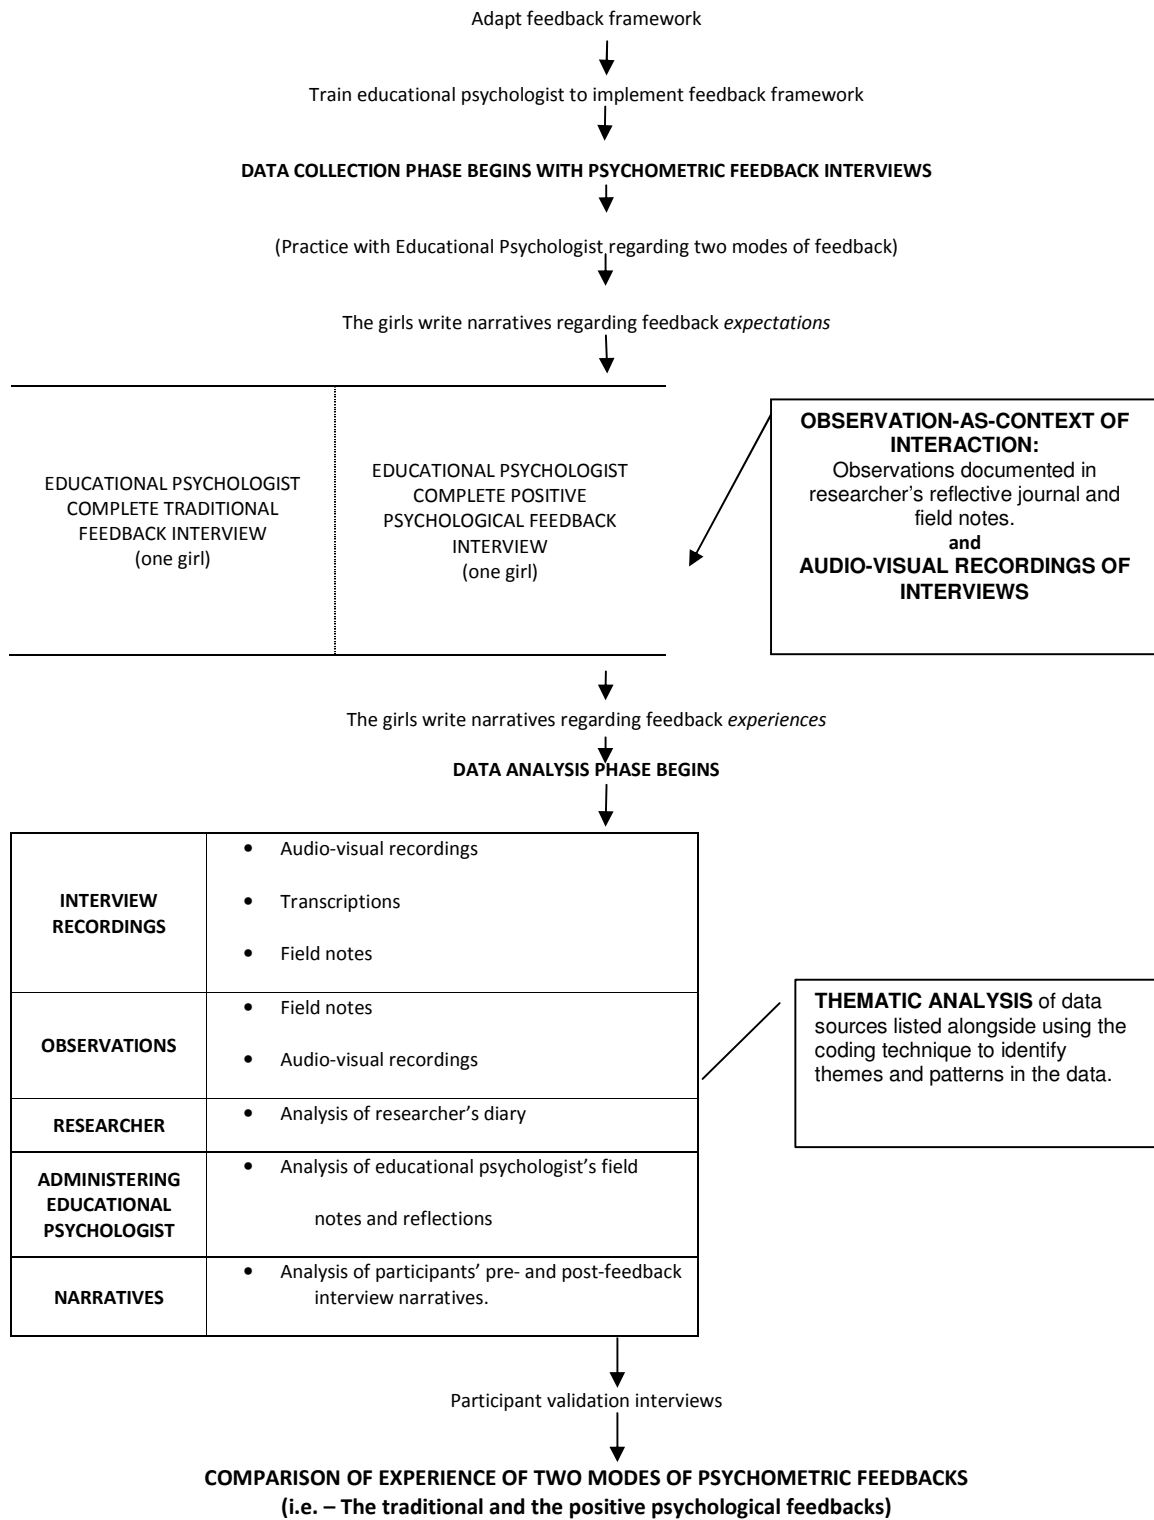 Adapt feedback framework
Train educational psychologist to implement feedback framework
DATA COLLECTION PHASE BEGINS WITH PSYCHOMETRIC FEEDBACK INTERVIEWS
(Practice with Educational Psychologist regarding two modes of feedback)
The girls write narratives regarding feedback expectations
EDUCATIONAL PSYCHOLOGIST
COMPLETE TRADITIONAL
FEEDBACK INTERVIEW
(one girl)
EDUCATIONAL PSYCHOLOGIST
COMPLETE POSITIVE
PSYCHOLOGICAL FEEDBACK
INTERVIEW
(one girl)
OBSERVATION-AS-CONTEXT OF
INTERACTION:
Observations documented in
researcher’s reflective journal and
field notes.
and
AUDIO-VISUAL RECORDINGS OF
INTERVIEWS
The girls write narratives regarding feedback experiences
DATA ANALYSIS PHASE BEGINS
INTERVIEW
RECORDINGS
• Audio-visual recordings
• Transcriptions
• Field notes
OBSERVATIONS
• Field notes
• Audio-visual recordings
RESEARCHER
• Analysis of researcher’s diary
ADMINISTERING
EDUCATIONAL
PSYCHOLOGIST
• Analysis of educational psychologist’s field
notes and reflections
NARRATIVES
• Analysis of participants’ pre- and post-feedback
interview narratives.
THEMATIC ANALYSIS of data
sources listed alongside using the
coding technique to identify
themes and patterns in the data.
Participant validation interviews
COMPARISON OF EXPERIENCE OF TWO MODES OF PSYCHOMETRIC FEEDBACKS
(i.e. – The traditional and the positive psychological feedbacks)